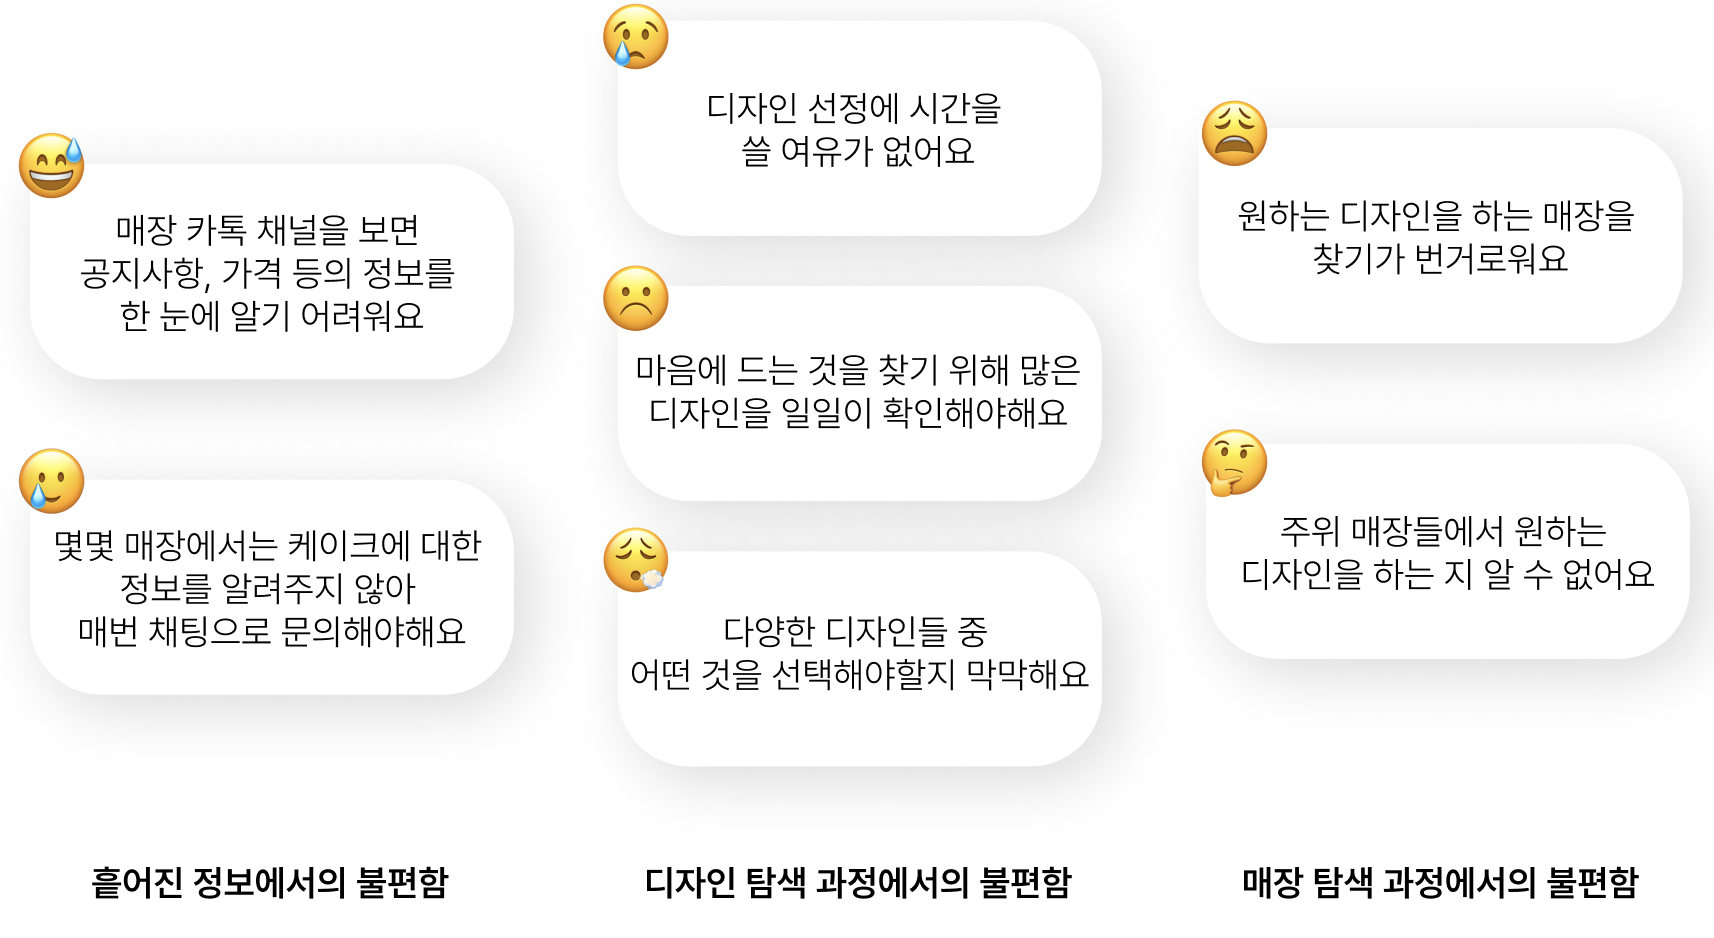 매장 카톡 채널을 보면
공지사항, 가격 등의 정보를
한 눈에 알기 어려워요
몇몇 매장에서는 케이크에 대한
정보를 알려주지 않아
매번 채팅으로 문의해야해요
흩어진 정보에서의 불편함
디자인 선정에 시간을
쓸 여유가 없어요
마음에 드는 것을 찾기 위해 많은
디자인을 일일이 확인해야해요
다양한 디자인들 중
어떤 것을 선택해야할지 막막해요
디자인 탐색 과정에서의 불편함
원하는 디자인을 하는 매장을
찾기가 번거로워요
주위 매장들에서 원하는
디자인을 하는 지 알 수 없어요
매장 탐색 과정에서의 불편함